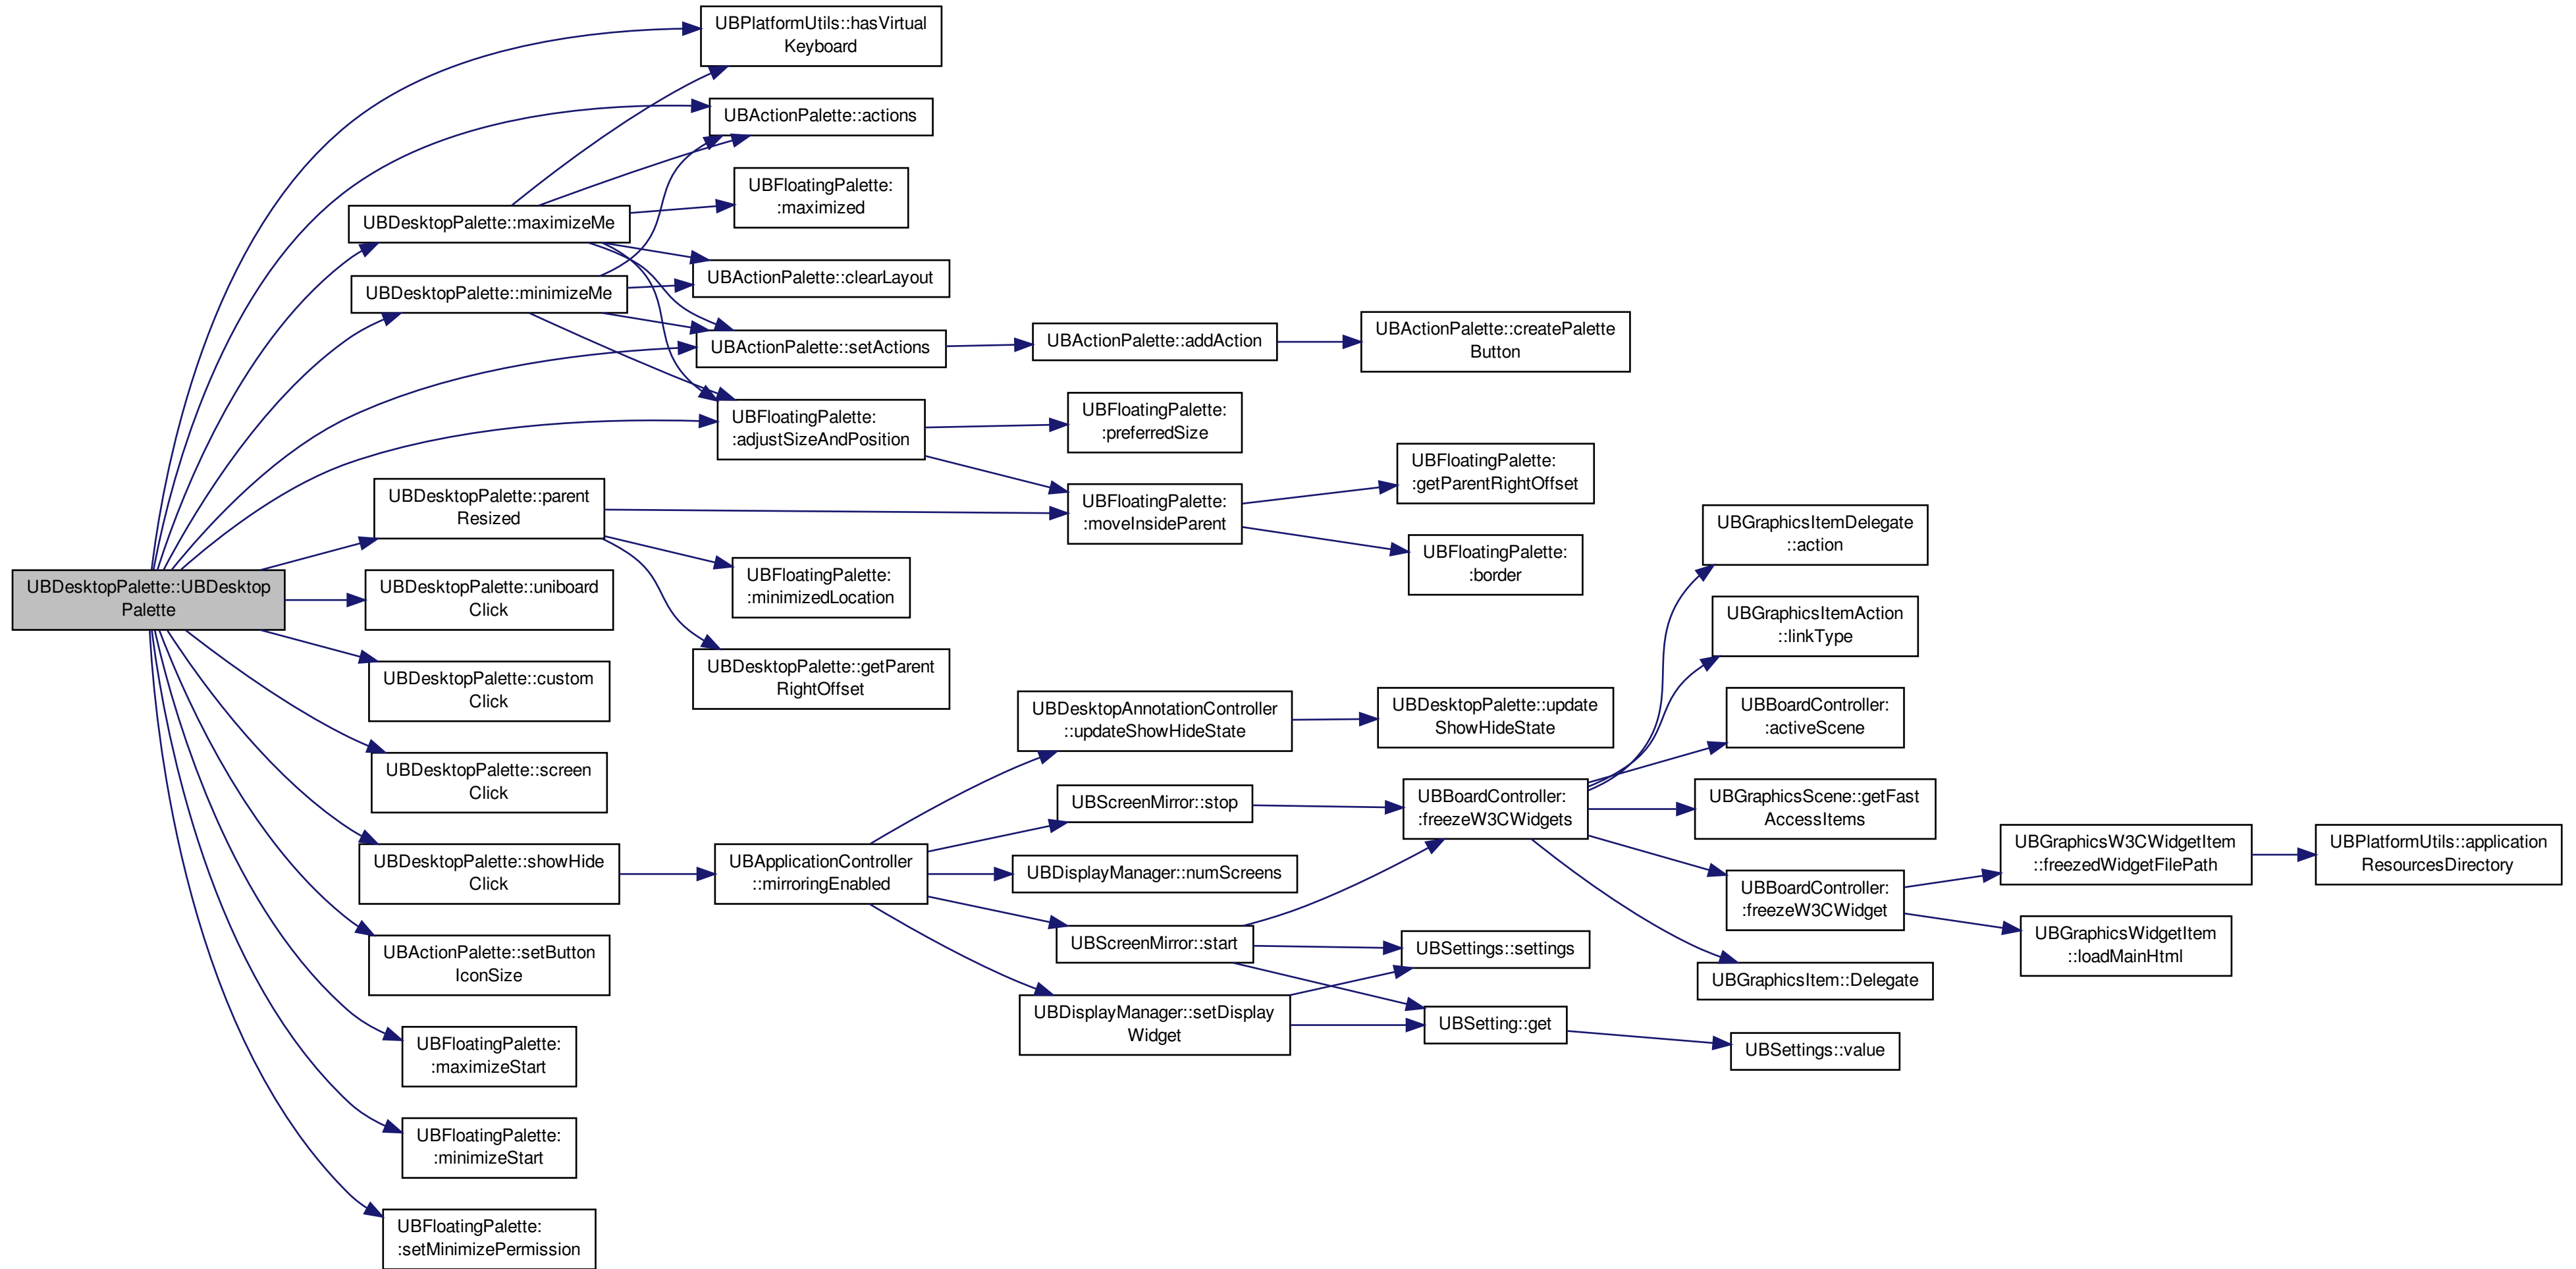 UBPlatformUtils::hasVirtual
Keyboard
UBActionPalette::actions
UBFloatingPalette:
:maximized
UBDesktopPalette::maximizeMe
UBActionPalette::clearLayout
UBDesktopPalette::minimizeMe
UBActionPalette::setActions
UBActionPalette::addAction
UBActionPalette::createPalette
Button
UBFloatingPalette:
:adjustSizeAndPosition
UBFloatingPalette:
:preferredSize
UBFloatingPalette:
:getParentRightOffset
UBDesktopPalette::parent
Resized
UBFloatingPalette:
:moveInsideParent
UBFloatingPalette:
:border
UBGraphicsItemDelegate
::action
UBDesktopPalette::UBDesktop
Palette
UBDesktopPalette::uniboard
Click
UBFloatingPalette:
:minimizedLocation
UBGraphicsItemAction
::linkType
UBDesktopPalette::custom
Click
UBDesktopPalette::getParent
RightOffset
UBDesktopAnnotationController
::updateShowHideState
UBDesktopPalette::update
ShowHideState
UBBoardController:
:activeScene
UBDesktopPalette::screen
Click
UBScreenMirror::stop
UBBoardController:
:freezeW3CWidgets
UBGraphicsScene::getFast
AccessItems
UBDesktopPalette::showHide
Click
UBApplicationController
::mirroringEnabled
UBDisplayManager::numScreens
UBBoardController:
:freezeW3CWidget
UBGraphicsW3CWidgetItem
::freezedWidgetFilePath
UBPlatformUtils::application
ResourcesDirectory
UBActionPalette::setButton
IconSize
UBScreenMirror::start
UBSettings::settings
UBGraphicsWidgetItem
::loadMainHtml
UBGraphicsItem::Delegate
UBDisplayManager::setDisplay
Widget
UBSetting::get
UBSettings::value
UBFloatingPalette:
:maximizeStart
UBFloatingPalette:
:minimizeStart
UBFloatingPalette:
:setMinimizePermission